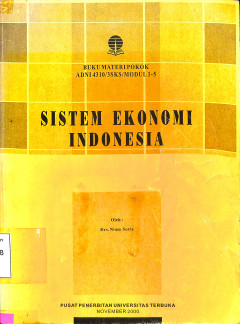 BUKU MATERI POKOK
ADNI 4310/3SKS/MODUL 1-5
SISTEM EKONOMI
INDONESIA
Oleh :
Drs.
PUSAT PENERBITAN UNIVERSITAS TERBUKA
NOVEMBER 2000